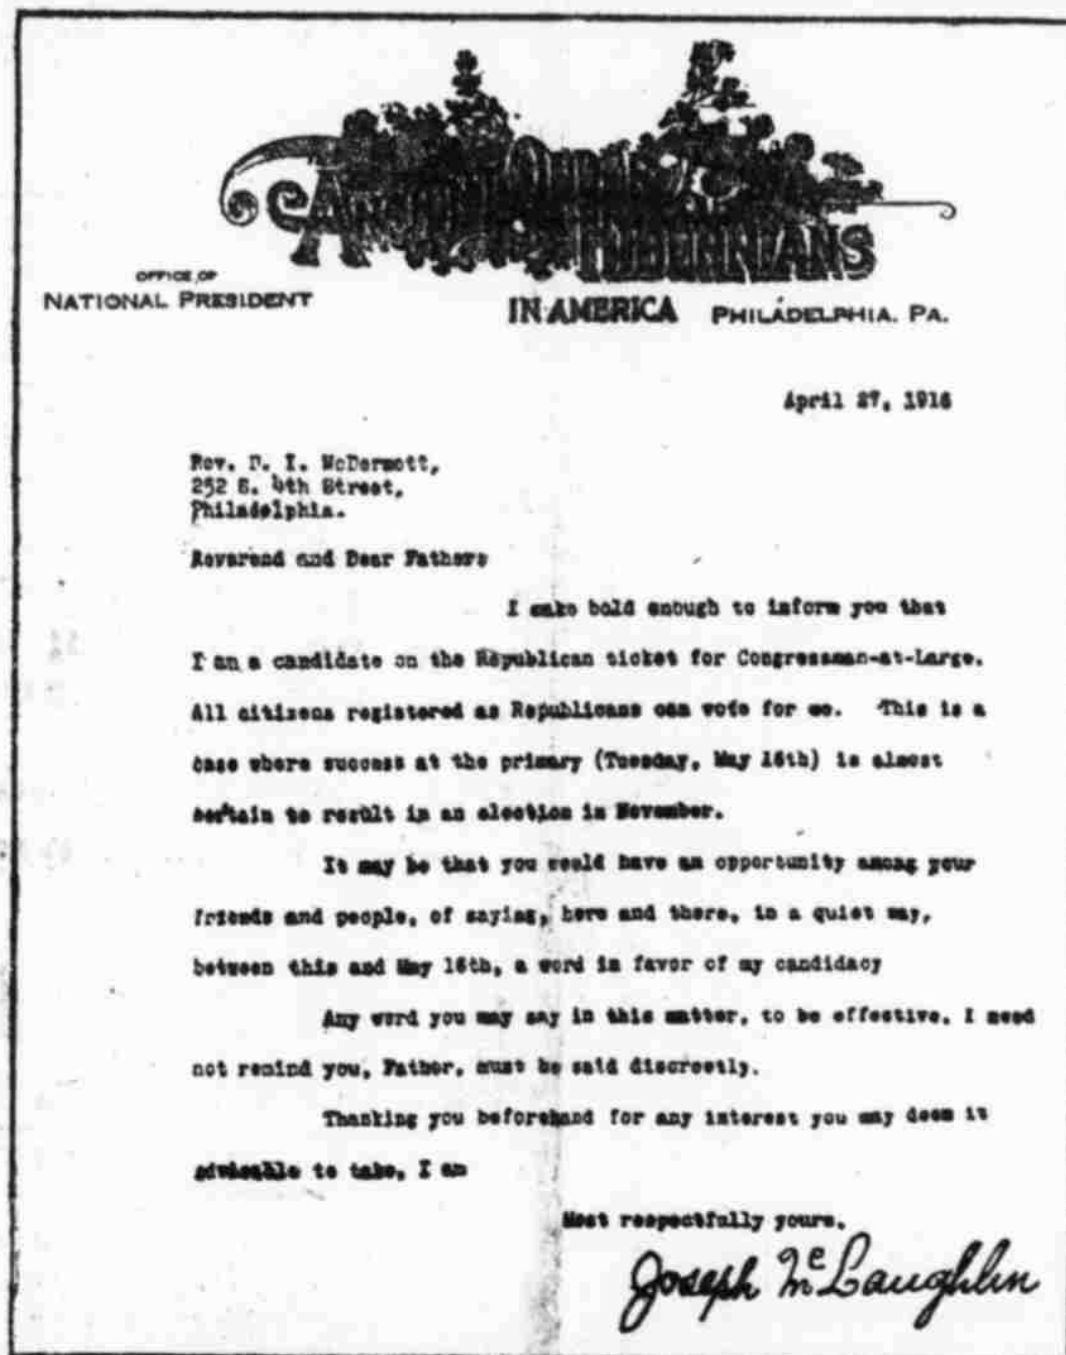 ANCIENT ORDER OF
HIBERNIANS
OFFICE OF
NATIONAL PRESIDENT
IN AMERICA PHILADELPHIA. PA.
April 27, 1916
Rev. D. I. McDermott,
252 S. 4th Street,
Philadelphia.
Reverend and Dear Father:
I make bold enough to inform you that
I am a candidate on the Republican ticket for Congressman-at-Large.
All citizens registered as Republicans can vote for me. This is a
case where success at the primary (Tuesday, May 16th) is almost
certain to result in an election in November.
It may be that you would have an opportunity among your
friends and people, of saying, here and there, in a quiet way,
between this and May 16th, a word in favor of my candidacy
Any word you may say in this matter, to be effective, I need
not remind you, Father, must be said discreetly.
Thanking you beforehand for any interest you may deem it
advisable to take, I am
Most respectfully yours,
Joseph McLaughlin